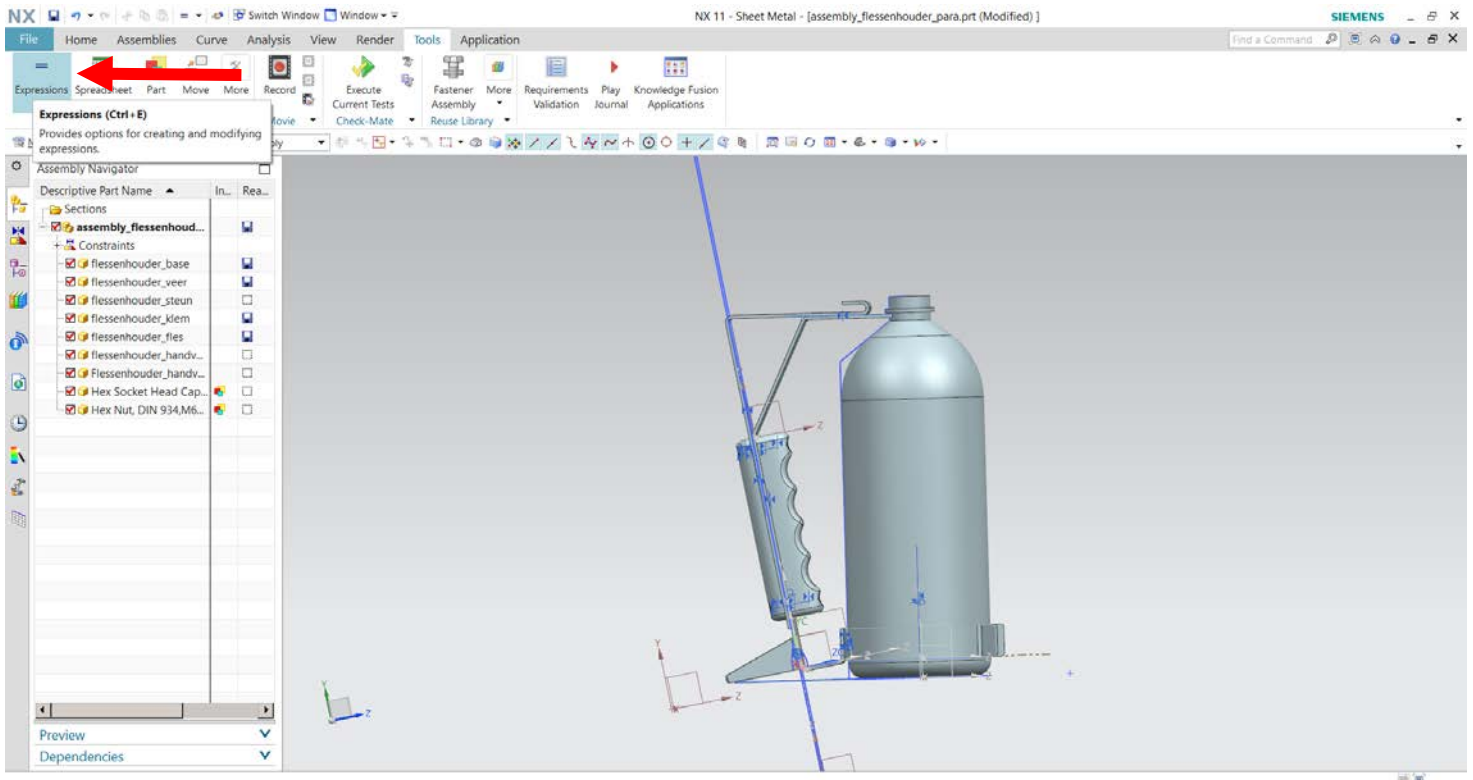 NX Switch Window Window NX 11 - Sheet Metal - [assembly_flessenhouder_para.prt (Modified) ] SIEMENS
File Home Assemblies Curve Analysis View Render Tools Application Find a Command
Expressions Spreadsheet Part Move More Record Execute Current Tests Fastener Assembly More Requirements Validation Play Journal Knowledge Fusion Applications
Movie Check-Mate Reuse Library
Expressions (Ctrl+E)
Provides options for creating and modifying
expressions.
Assembly Navigator
Descriptive Part Name In... Rea...
Sections
assembly_flessenhoud...
Constraints
flessenhouder_base
flessenhouder_veer
flessenhouder_steun
flessenhouder_klem
flessenhouder_fles
flessenhouder_handv...
Flessenhouder_handv...
Hex Socket Head Cap...
Hex Nut, DIN 934,M6...
Z
Y
Z
Y
Z
Preview
Dependencies